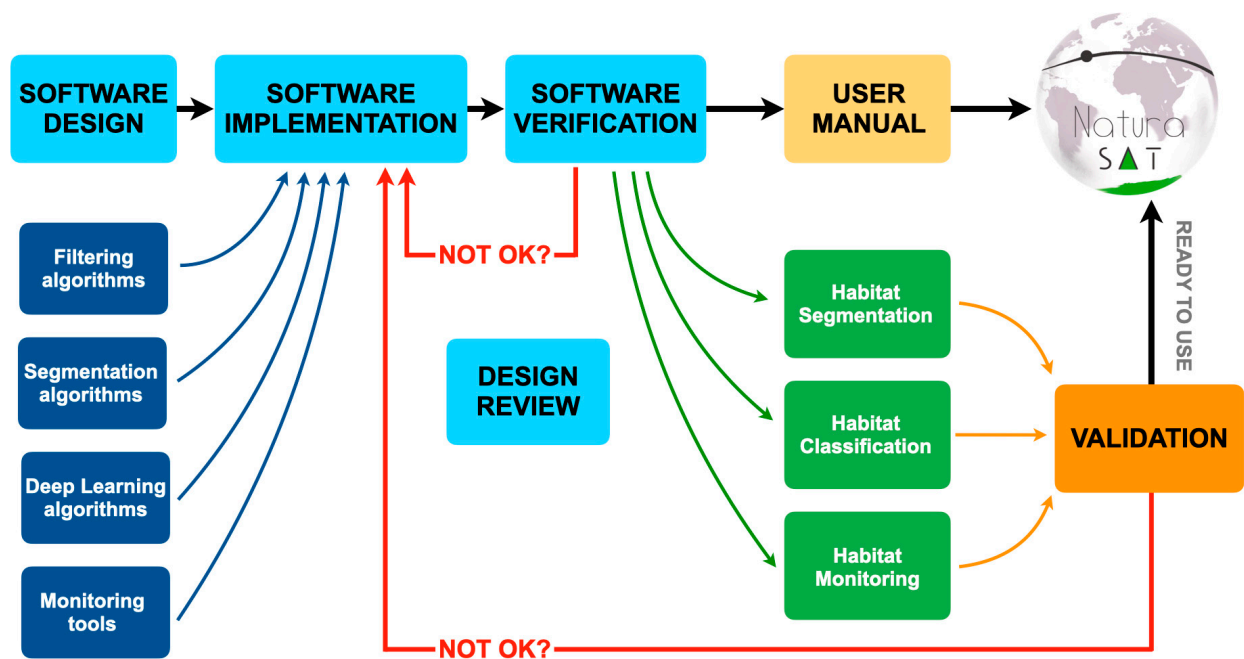 SOFTWARE
DESIGN
SOFTWARE
IMPLEMENTATION
SOFTWARE
VERIFICATION
USER
MANUAL
Natura
SAT
Filtering
algorithms
Segmentation
algorithms
Deep Learning
algorithms
Monitoring
tools
NOT OK?
DESIGN
REVIEW
Habitat
Segmentation
Habitat
Classification
Habitat
Monitoring
READY TO USE
VALIDATION
NOT OK?